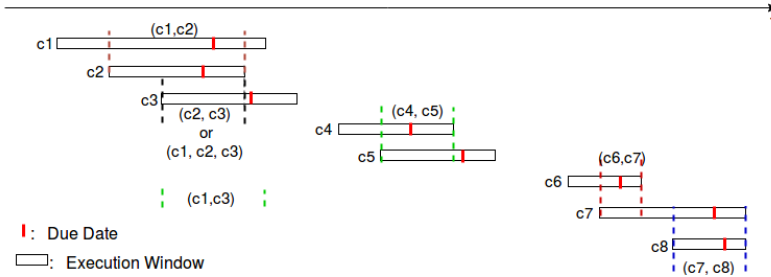 (c1,c2)
c1
c2
c3
(c2, c3)
or
(c1, c2, c3)
(c4, c5)
c4
c5
(c6,c7)
c6
c7
c8
(c7, c8)
(c1,c3)
: Due Date
: Execution Window